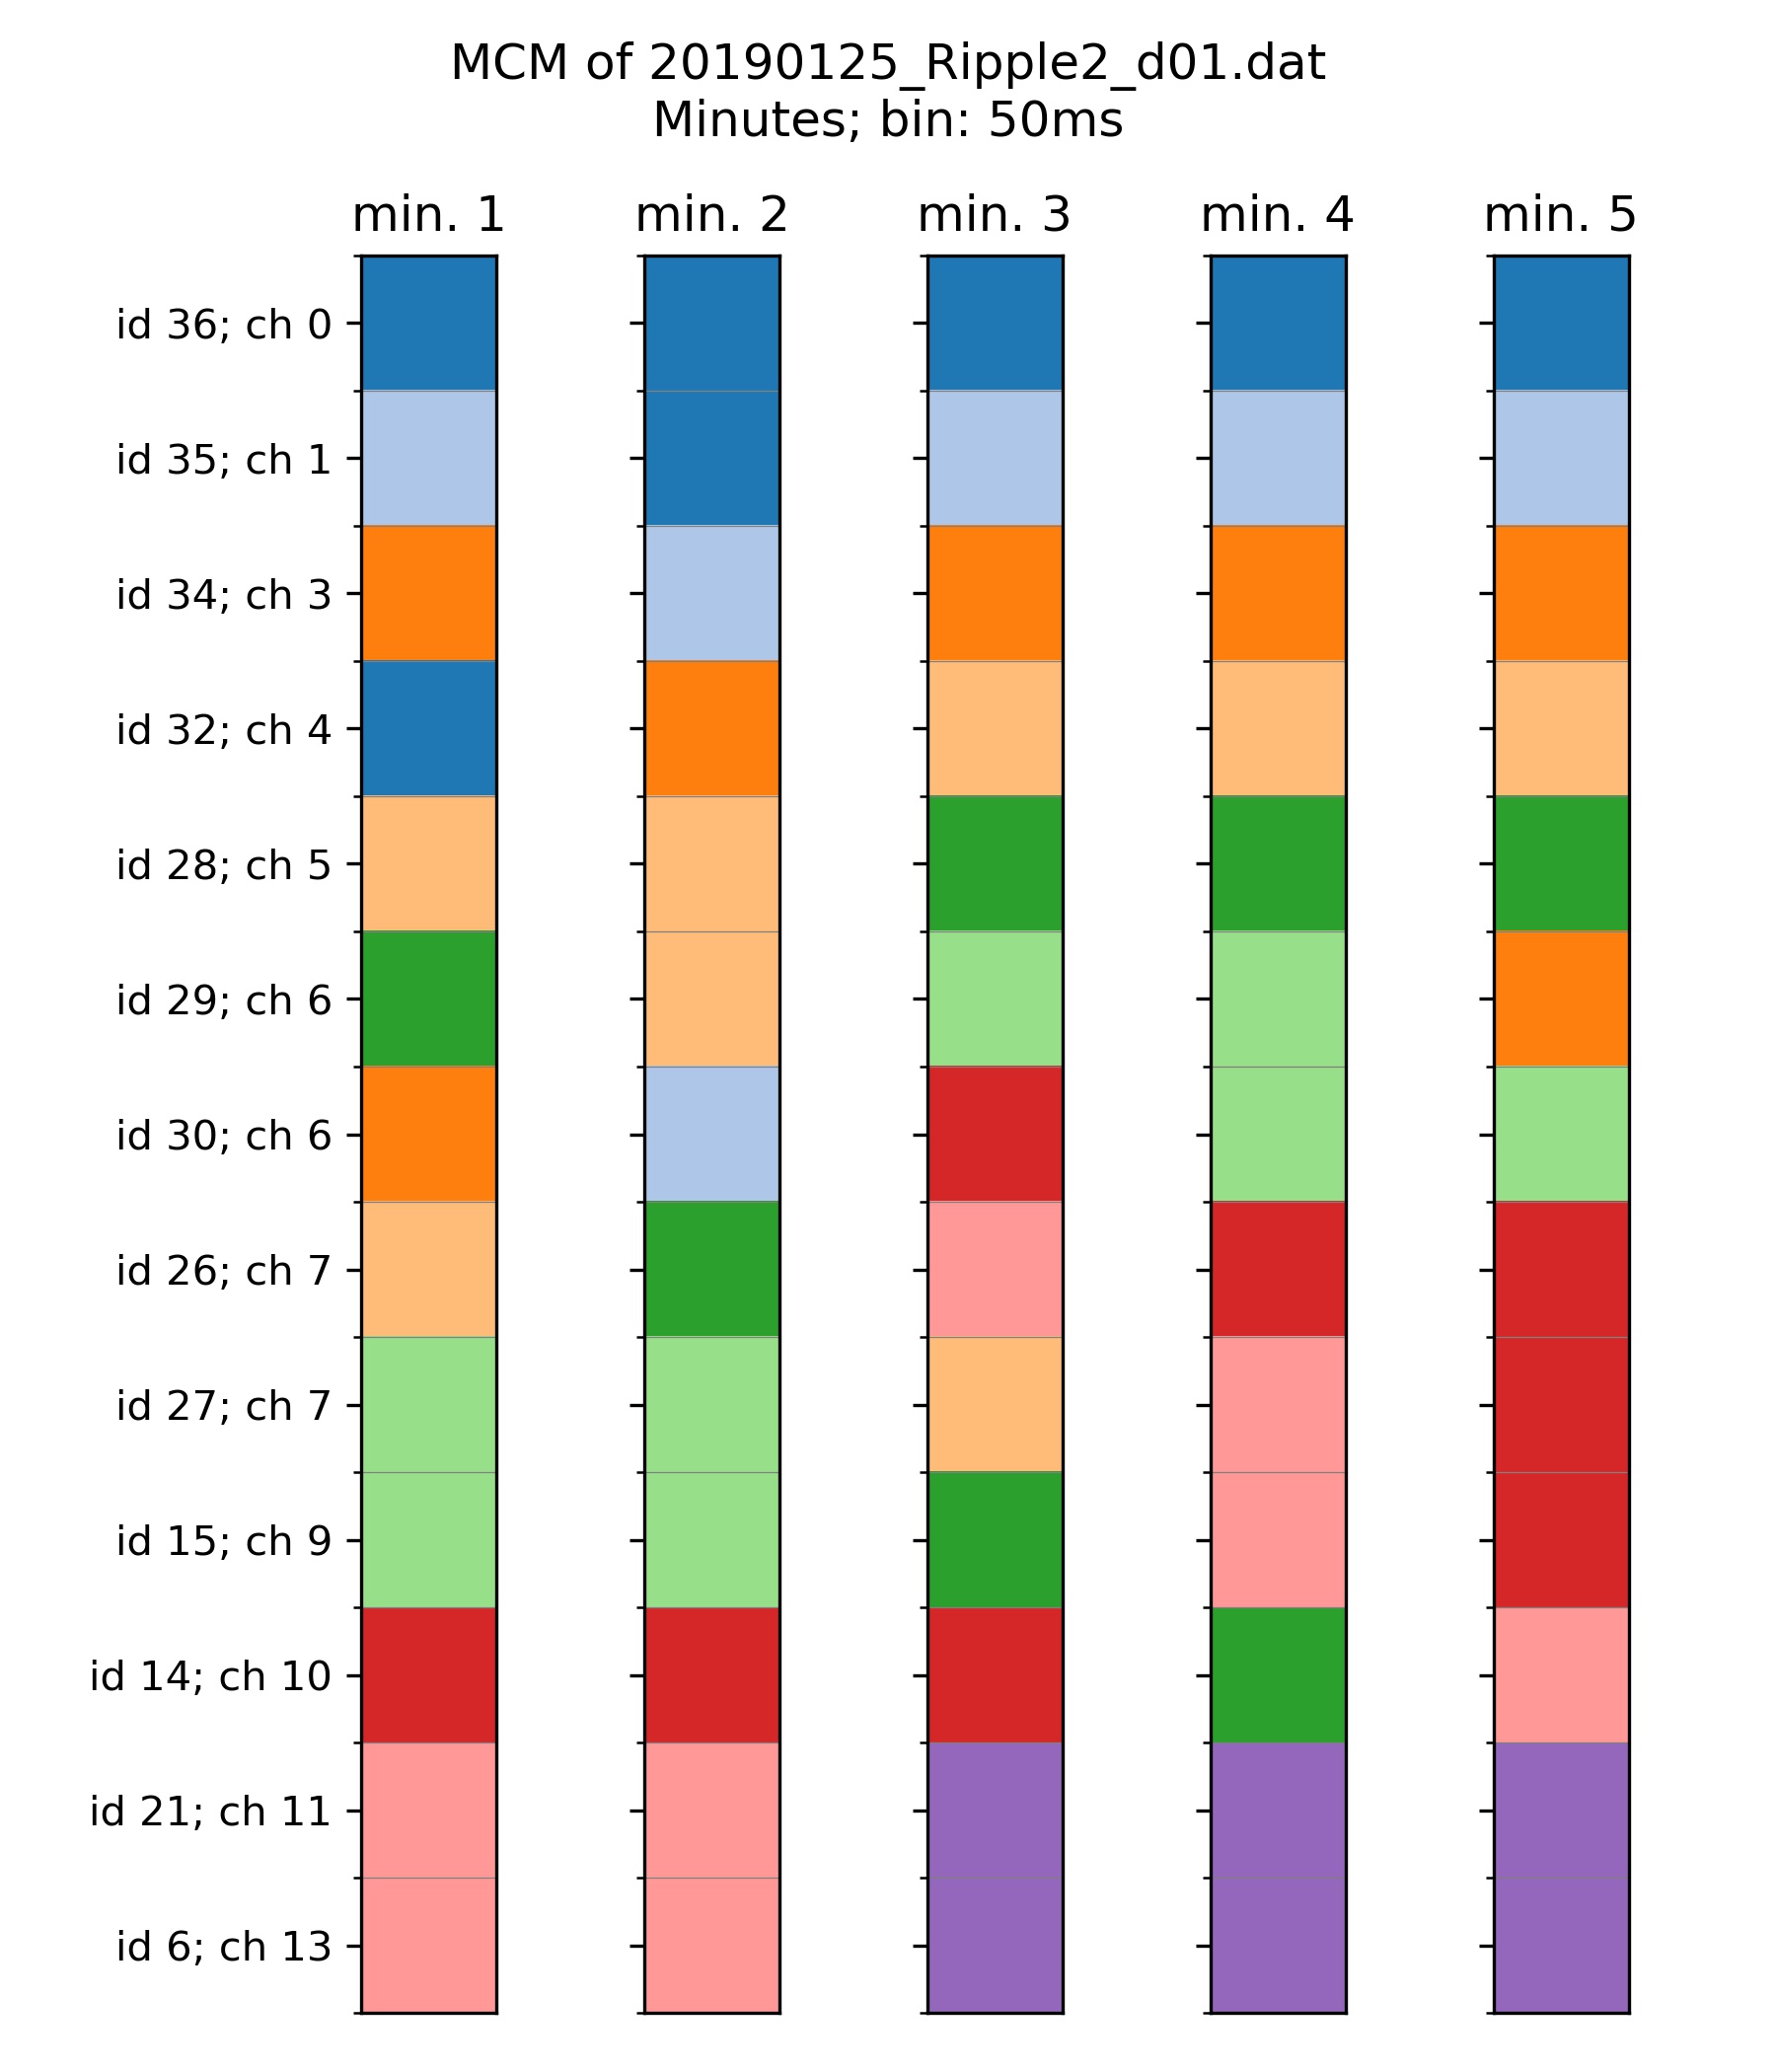 MCM of 20190125_Ripple2_d01.dat
Minutes; bin: 50ms
min. 1 min. 2 min. 3 min. 4 min. 5
id 36; ch 0
id 35; ch 1
id 34; ch 3
id 32; ch 4
id 28; ch 5
id 29; ch 6
id 30; ch 6
id 26; ch 7
id 27; ch 7
id 15; ch 9
id 14; ch 10
id 21; ch 11
id 6; ch 13